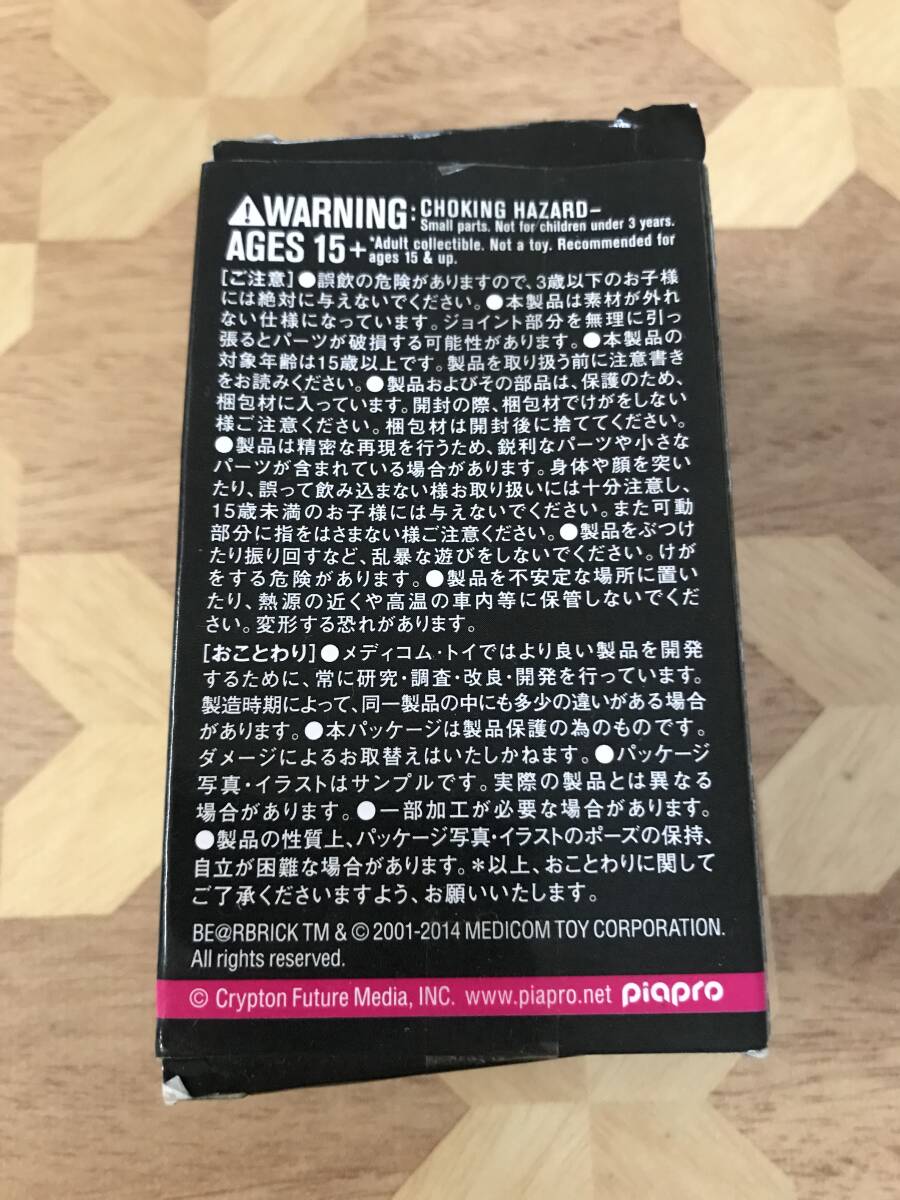 ⚠WARNING: CHOKING HAZARD–
Small parts. Not for children under 3 years.
AGES 15+ *Adult collectible. Not a toy. Recommended for
ages 15 & up.
[ご注意]●誤飲の危険がありますので、3歳以下のお子様
には絶対に与えないでください。●本製品は素材が外れ
ない仕様になっています。ジョイント部分を無理に引っ
張るとパーツが破損する可能性があります。●本製品の
対象年齢は15歳以上です。製品を取り扱う前に注意書き
をお読みください。●製品およびその部品は、保護のため、
梱包材に入っています。開封の際、梱包材でけがをしない
様ご注意ください。梱包材は開封後に捨ててください。
●製品は精密な再現を行うため、鋭利なパーツや小さな
パーツが含まれている場合があります。身体や顔を突い
たり、誤って飲み込まない様お取り扱いには十分注意し、
15歳未満のお子様には与えないでください。また可動
部分に指をはさまない様ご注意ください。●製品をぶつけ
たり振り回すなど、乱暴な遊びをしないでください。けが
をする危険があります。●製品を不安定な場所に置い
たり、熱源の近くや高温の車内等に保管しないでくだ
さい。変形する恐れがあります。
[おことわり]●メディコム・トイではより良い製品を開発
するために、常に研究・調査・改良・開発を行っています。
製造時期によって、同一製品の中にも多少の違いがある場合
があります。●本パッケージは製品保護の為のものです。
ダメージによるお取替えはいたしかねます。●パッケージ
写真・イラストはサンプルです。実際の製品とは異なる
場合があります。●一部加工が必要な場合があります。
●製品の性質上、パッケージ写真・イラストのポーズの保持、
自立が困難な場合があります。*以上、おことわりに関して
ご了承くださいますよう、お願いいたします。
BE@RBRICK TM & © 2001-2014 MEDICOM TOY CORPORATION.
All rights reserved.
© Crypton Future Media, INC. www.piapro.net piapro